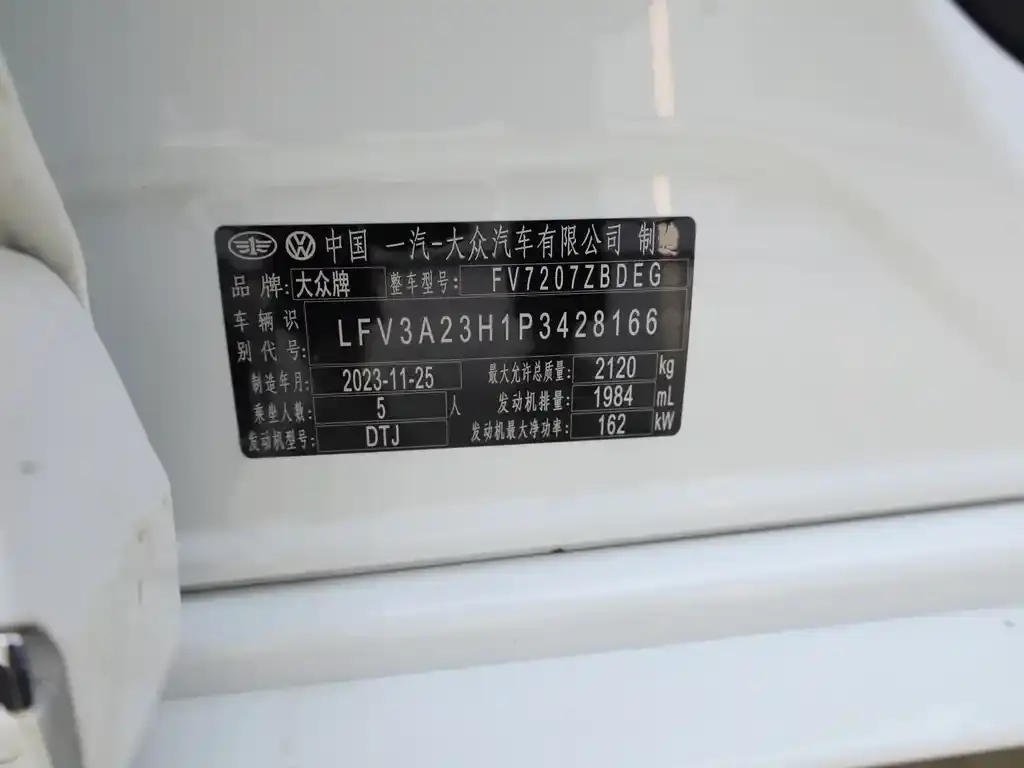 中国 一汽-大众汽车有限公司 制造
品牌: 大众牌 整车型号: FV7207ZBDEG
车辆识别代号: LFV3A23H1P3428166
制造年月: 2023-11-25 最大允许总质量: 2120 kg
乘坐人数: 5 人 发动机排量: 1984 mL
发动机型号: DTJ 发动机最大净功率: 162 kW